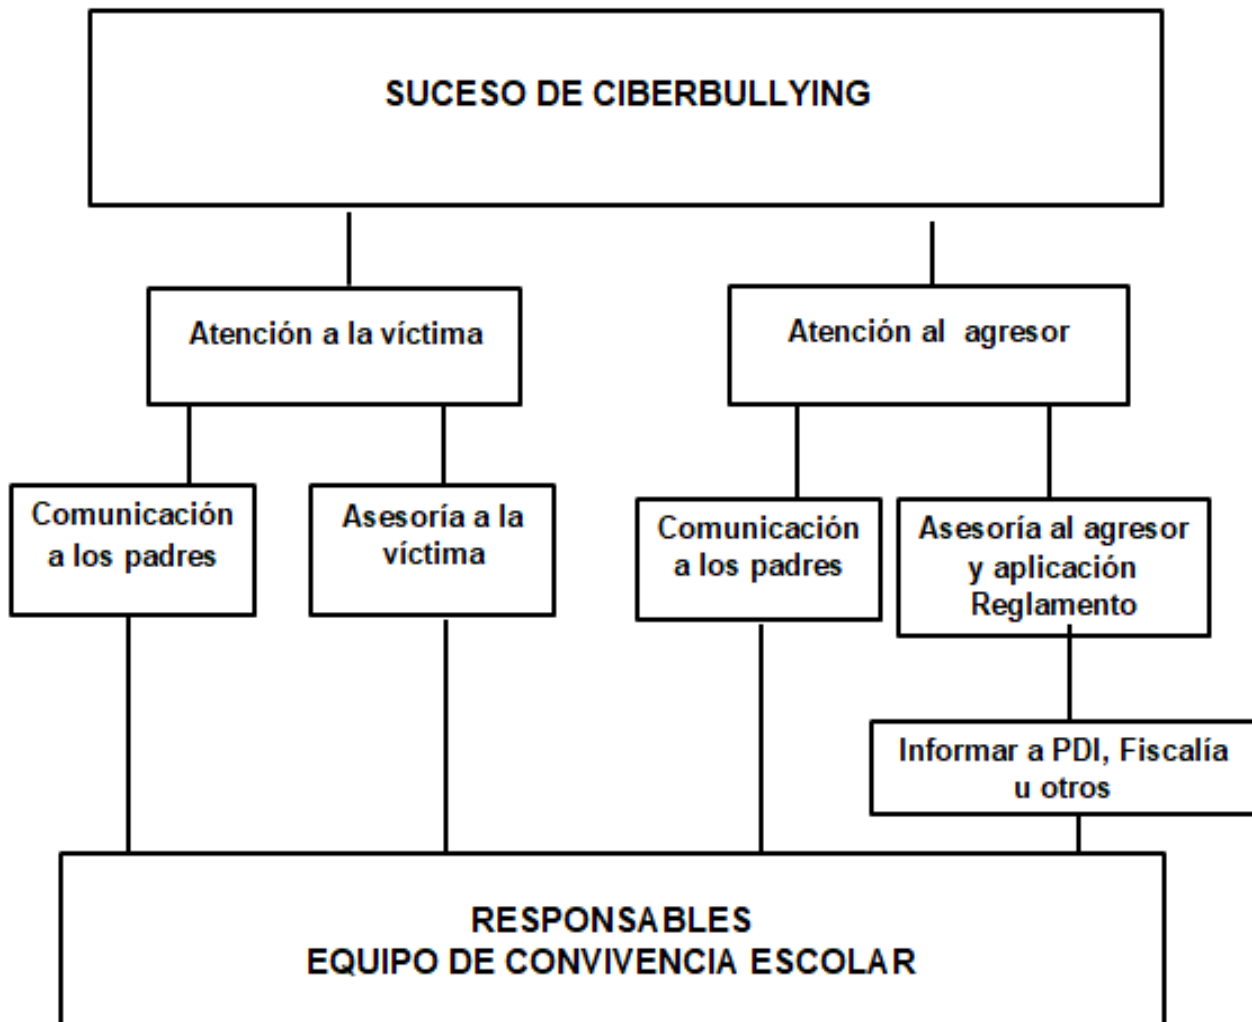 SUCESO DE CIBERBULLYING
Atención a la víctima
Atención al agresor
Comunicación
a los padres
Asesoría a la
víctima
Comunicación
a los padres
Asesoría al agresor
y aplicación
Reglamento
Informar a PDI, Fiscalía
u otros
RESPONSABLES
EQUIPO DE CONVIVENCIA ESCOLAR